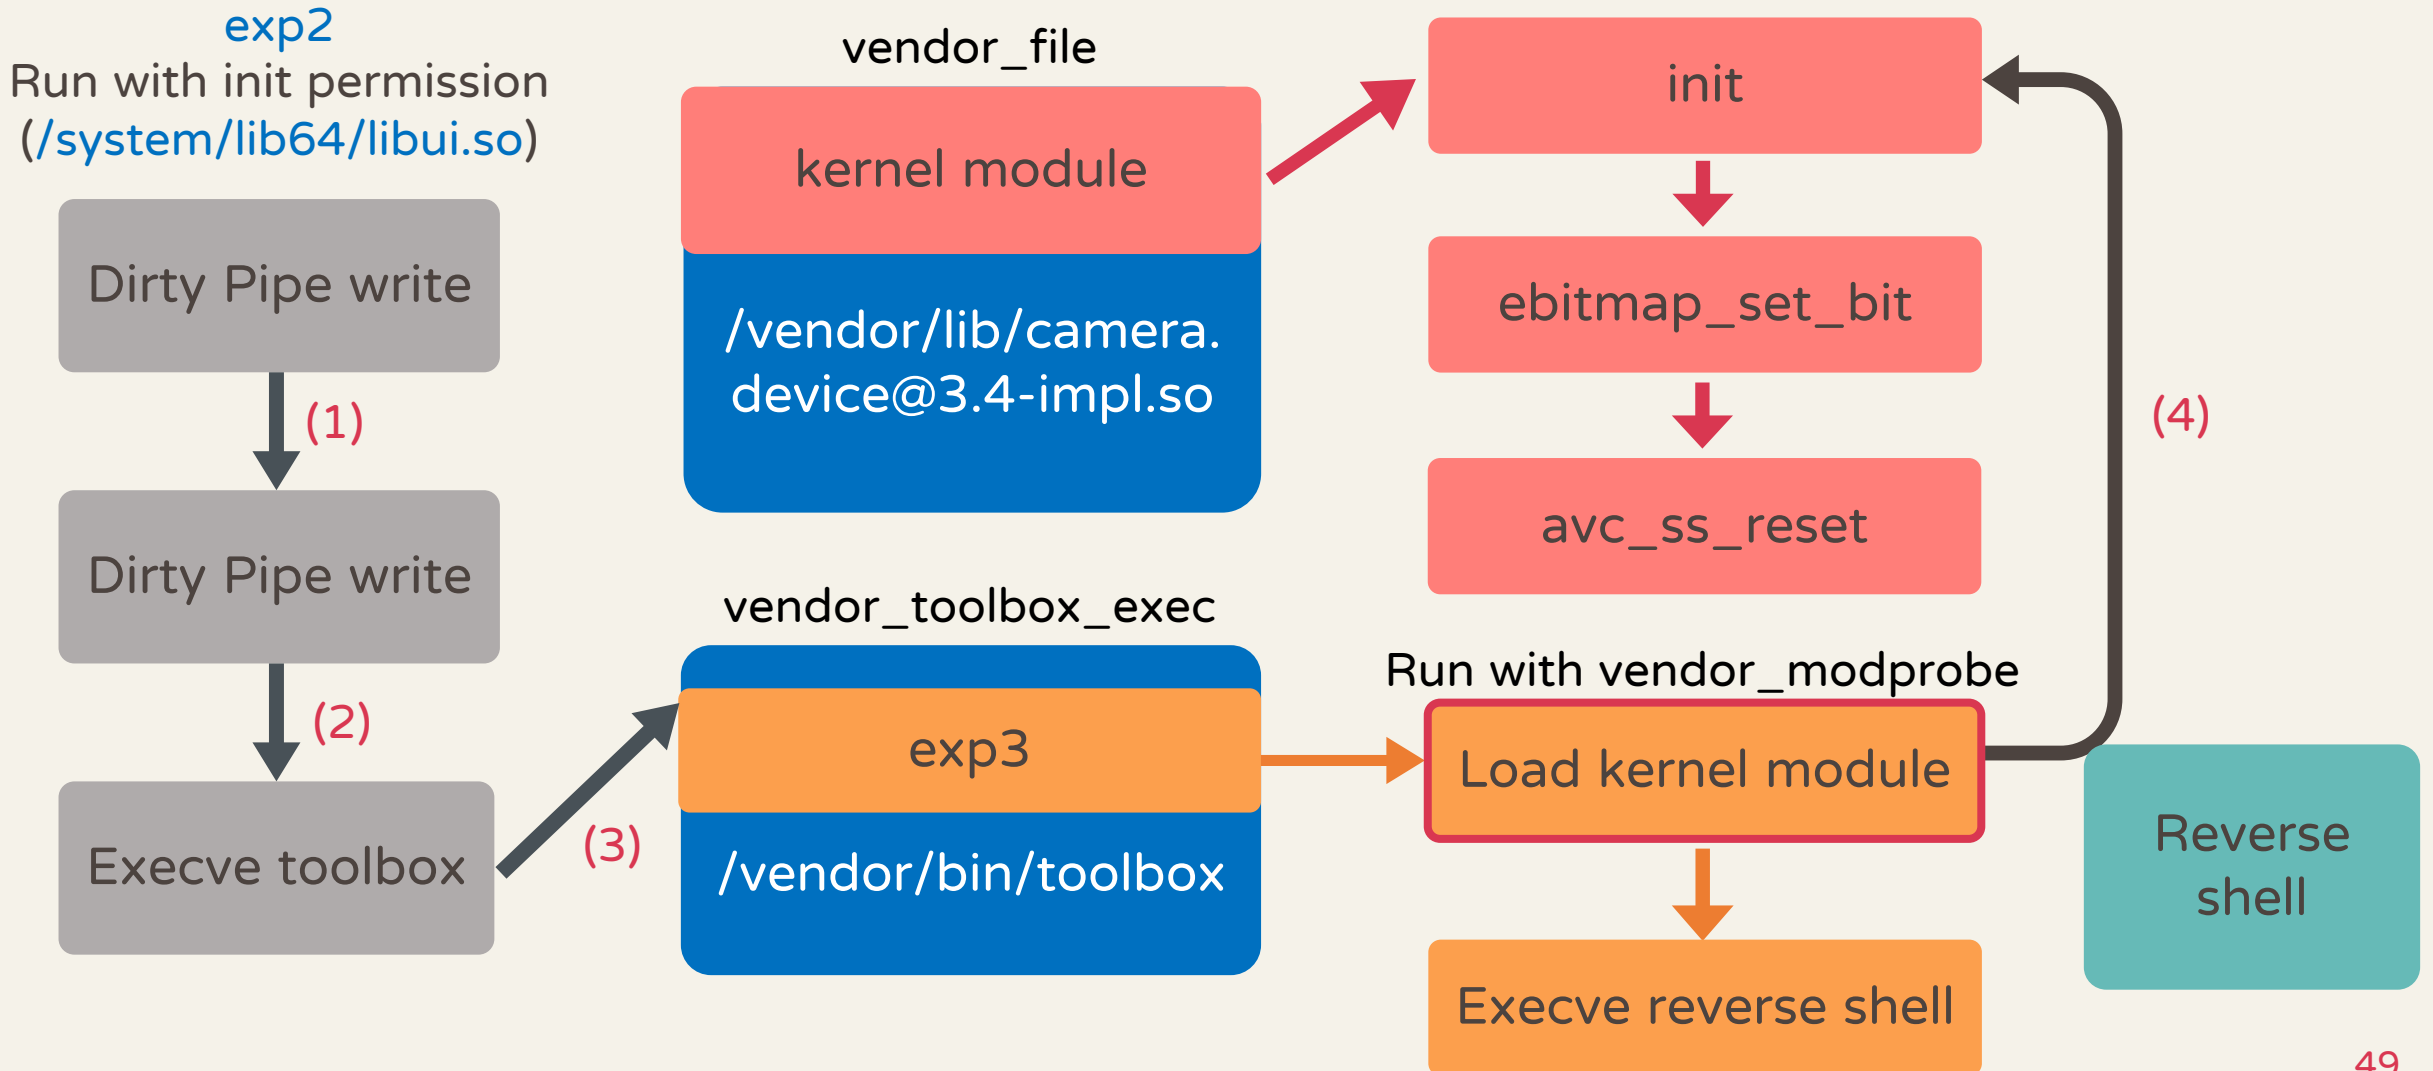 exp2
Run with init permission
(/system/lib64/libui.so)
Dirty Pipe write
(1)
Dirty Pipe write
(2)
Execve toolbox
(3)
vendor_file
kernel module
/vendor/lib/camera.
device@3.4-impl.so
vendor_toolbox_exec
exp3
/vendor/bin/toolbox
init
ebitmap_set_bit
avc_ss_reset
Run with vendor_modprobe
Load kernel module
Execve reverse shell
(4)
Reverse
shell
49